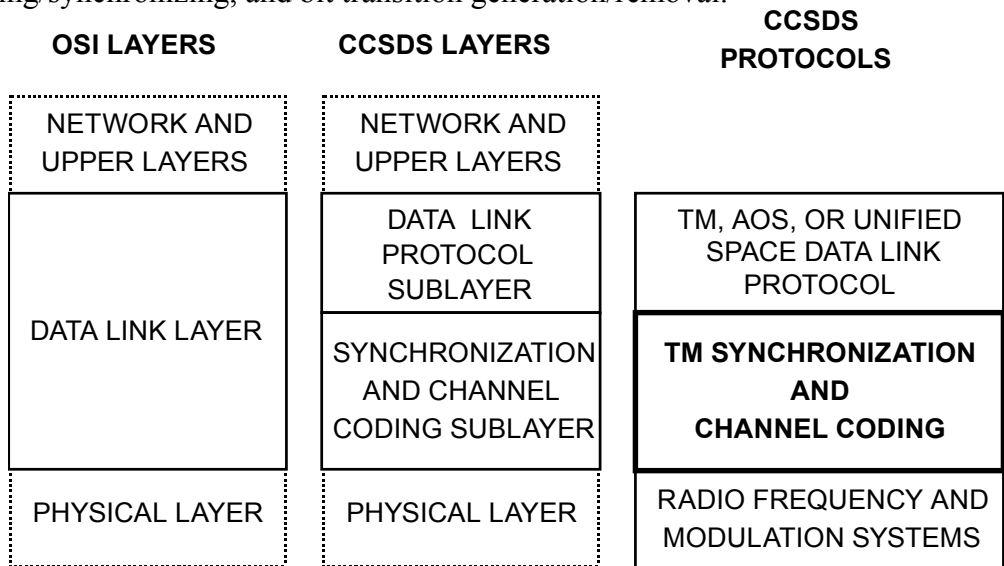 ing/synchronizing, and bit transition generation/removal.
OSI LAYERS
CCSDS LAYERS
CCSDS
PROTOCOLS
NETWORK AND
UPPER LAYERS
DATA LINK LAYER
PHYSICAL LAYER
NETWORK AND
UPPER LAYERS
DATA LINK
PROTOCOL
SUBLAYER
SYNCHRONIZATION
AND CHANNEL
CODING SUBLAYER
PHYSICAL LAYER
TM, AOS, OR UNIFIED
SPACE DATA LINK
PROTOCOL
TM SYNCHRONIZATION
AND
CHANNEL CODING
RADIO FREQUENCY AND
MODULATION SYSTEMS